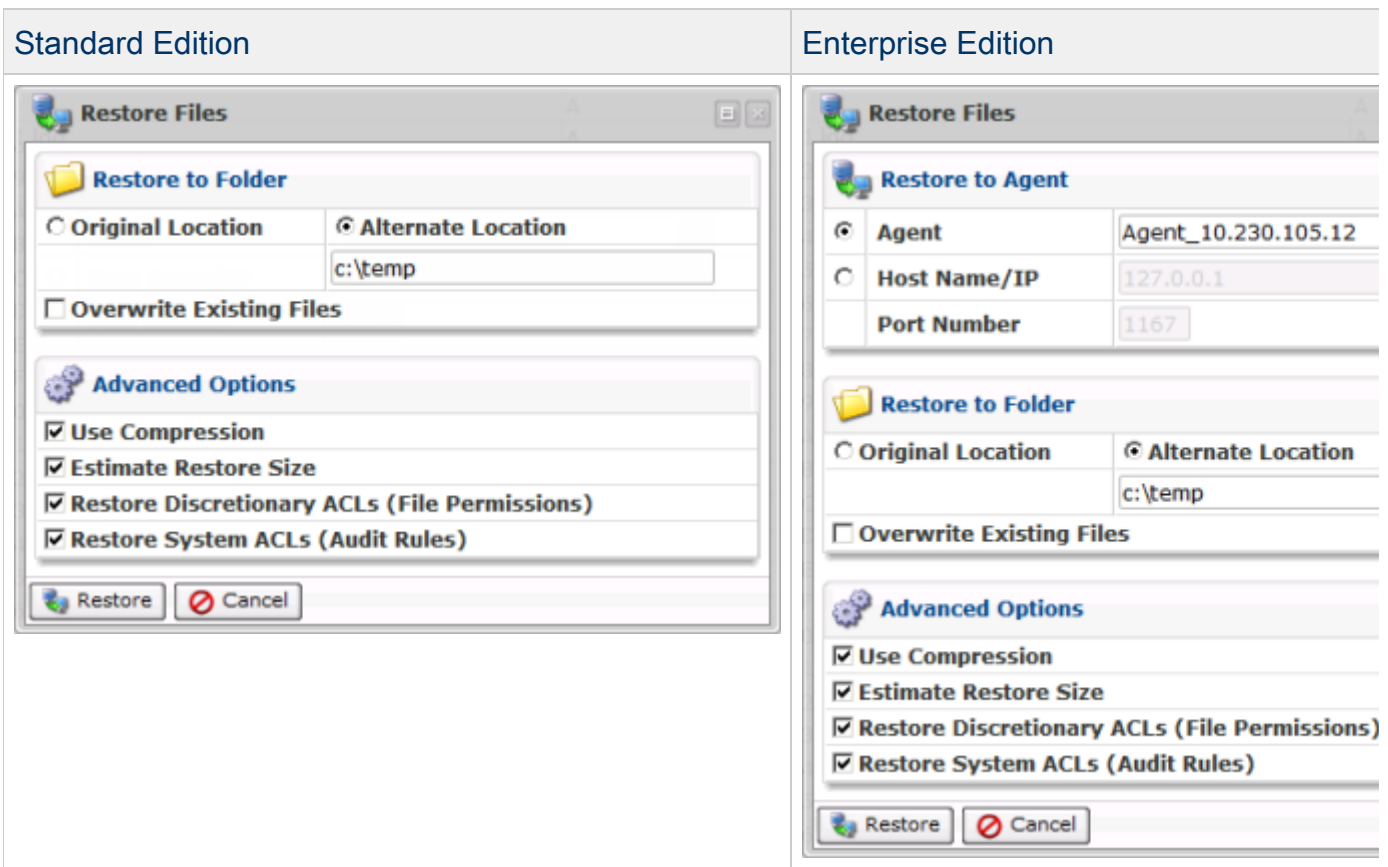 Standard Edition
Restore Files
Restore to Folder
Original Location
Alternate Location
c:\temp
Overwrite Existing Files
Advanced Options
Use Compression
Estimate Restore Size
Restore Discretionary ACLs (File Permissions)
Restore System ACLs (Audit Rules)
Restore
Cancel
Enterprise Edition
Restore Files
Restore to Agent
Agent
Agent_10.230.105.12
Host Name/IP
127.0.0.1
Port Number
1167
Restore to Folder
Original Location
Alternate Location
c:\temp
Overwrite Existing Files
Advanced Options
Use Compression
Estimate Restore Size
Restore Discretionary ACLs (File Permissions)
Restore System ACLs (Audit Rules)
Restore
Cancel